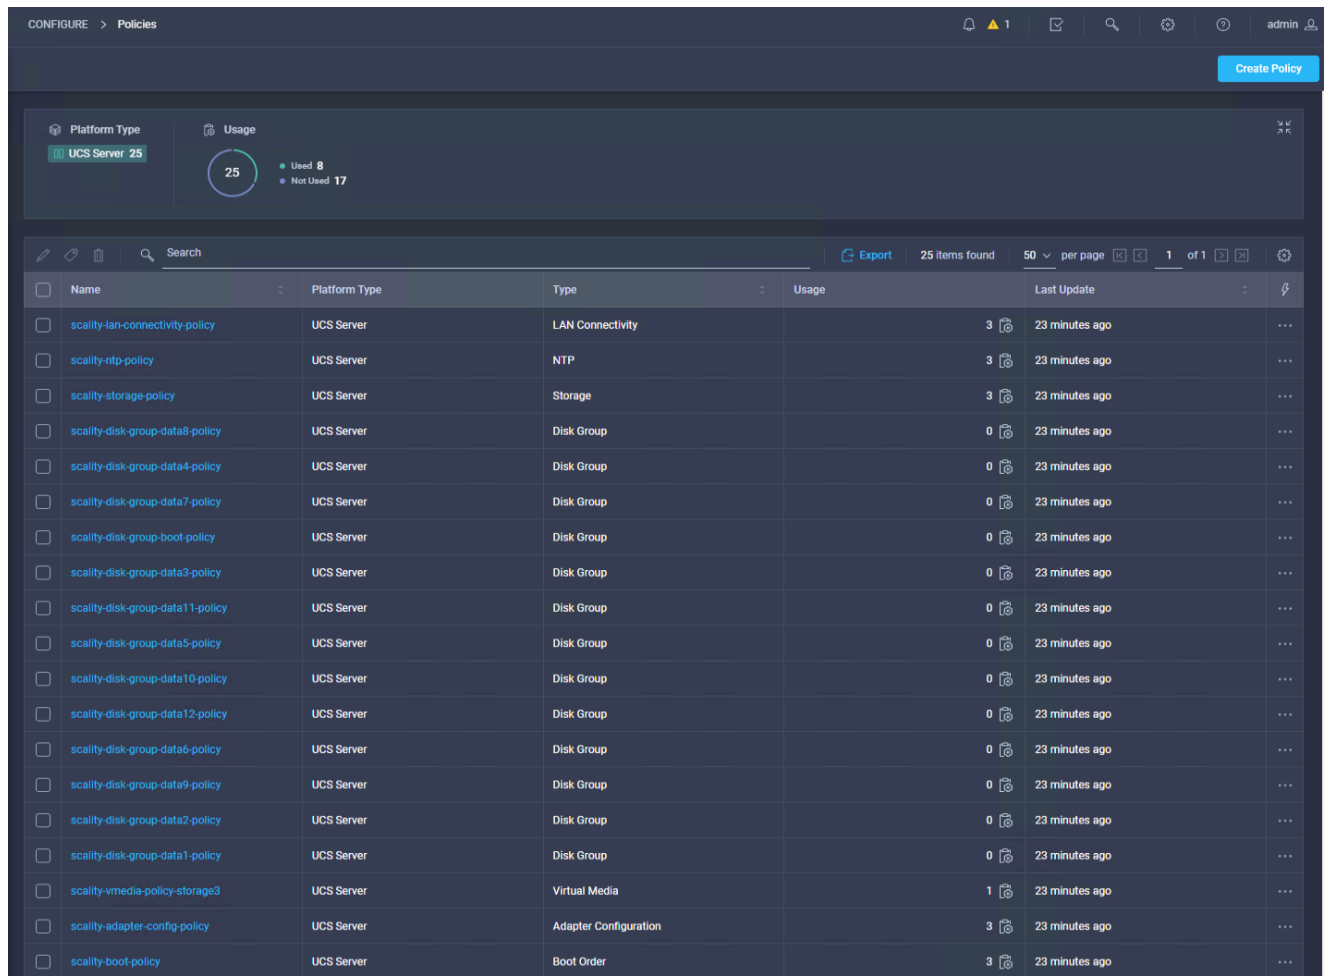 CONFIGURE > Policies 1 admin
Create Policy
Platform Type Usage
UCS Server 25
25
Used 8
Not Used 17
Search Export 25 items found 50 per page 1 of 1
Name Platform Type Type Usage Last Update
scality-lan-connectivity-policy UCS Server LAN Connectivity 3 23 minutes ago ...
scality-ntp-policy UCS Server NTP 3 23 minutes ago ...
scality-storage-policy UCS Server Storage 3 23 minutes ago ...
scality-disk-group-data8-policy UCS Server Disk Group 0 23 minutes ago ...
scality-disk-group-data4-policy UCS Server Disk Group 0 23 minutes ago ...
scality-disk-group-data7-policy UCS Server Disk Group 0 23 minutes ago ...
scality-disk-group-boot-policy UCS Server Disk Group 0 23 minutes ago ...
scality-disk-group-data3-policy UCS Server Disk Group 0 23 minutes ago ...
scality-disk-group-data11-policy UCS Server Disk Group 0 23 minutes ago ...
scality-disk-group-data5-policy UCS Server Disk Group 0 23 minutes ago ...
scality-disk-group-data10-policy UCS Server Disk Group 0 23 minutes ago ...
scality-disk-group-data12-policy UCS Server Disk Group 0 23 minutes ago ...
scality-disk-group-data6-policy UCS Server Disk Group 0 23 minutes ago ...
scality-disk-group-data9-policy UCS Server Disk Group 0 23 minutes ago ...
scality-disk-group-data2-policy UCS Server Disk Group 0 23 minutes ago ...
scality-disk-group-data1-policy UCS Server Disk Group 0 23 minutes ago ...
scality-vmedia-policy-storage3 UCS Server Virtual Media 1 23 minutes ago ...
scality-adapter-config-policy UCS Server Adapter Configuration 3 23 minutes ago ...
scality-boot-policy UCS Server Boot Order 3 23 minutes ago ...